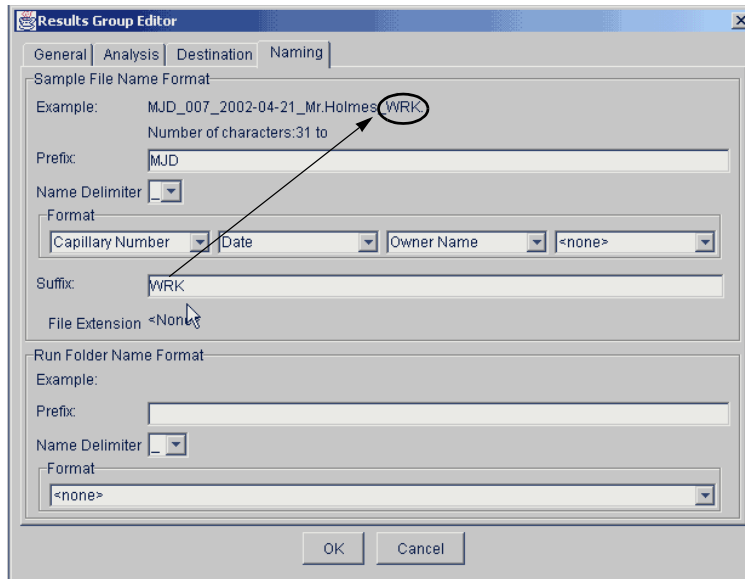 Results Group Editor
General Analysis Destination Naming
Sample File Name Format
Example: MJD_007_2002-04-21_Mr.Holmes_WRK.
Number of characters:31 to
Prefix: MJD
Name Delimiter _
Format
Capillary Number Date Owner Name <none>
Suffix: WRK
File Extension <None>
Run Folder Name Format
Example:
Prefix:
Name Delimiter _
Format
<none>
OK Cancel